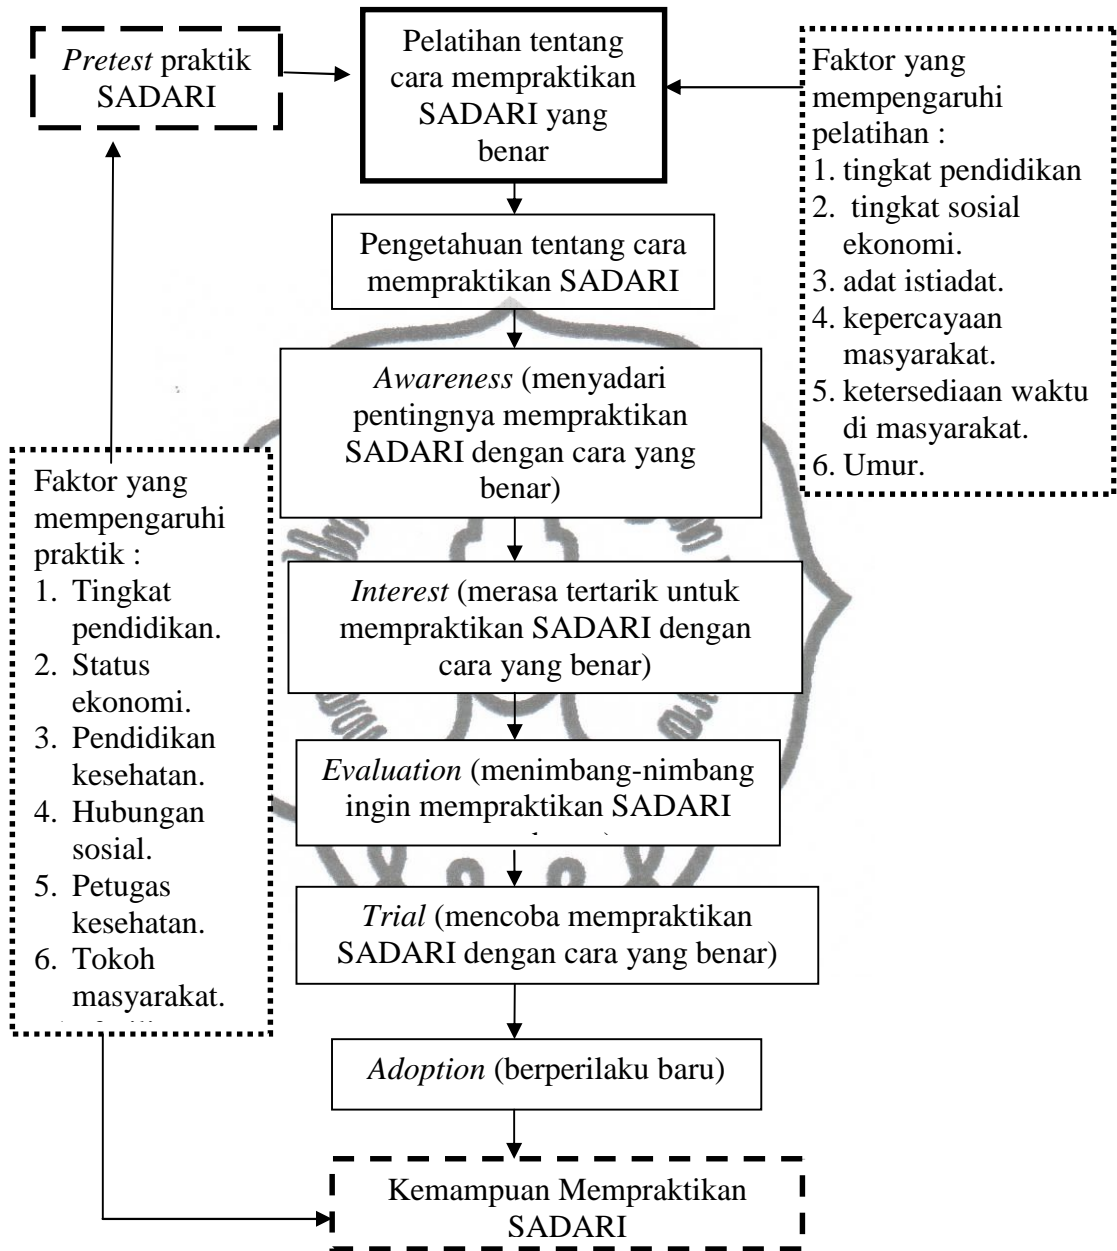 Pretest praktik
SADARI
Pelatihan tentang
cara mempraktikan
SADARI yang
benar
Faktor yang
mempengaruhi
pelatihan :
1. tingkat pendidikan
2. tingkat sosial
ekonomi.
3. adat istiadat.
4. kepercayaan
masyarakat.
5. ketersediaan waktu
di masyarakat.
6. Umur.
Pengetahuan tentang cara
mempraktikan SADARI
Awareness (menyadari
pentingnya mempraktikan
SADARI dengan cara yang
benar)
Faktor yang
mempengaruhi
praktik :
1. Tingkat
pendidikan.
2. Status
ekonomi.
3. Pendidikan
kesehatan.
4. Hubungan
sosial.
5. Petugas
kesehatan.
6. Tokoh
masyarakat.
Interest (merasa tertarik untuk
mempraktikan SADARI dengan
cara yang benar)
Evaluation (menimbang-nimbang
ingin mempraktikan SADARI
Trial (mencoba mempraktikan
SADARI dengan cara yang benar)
Adoption (berperilaku baru)
Kemampuan Mempraktikan
SADARI